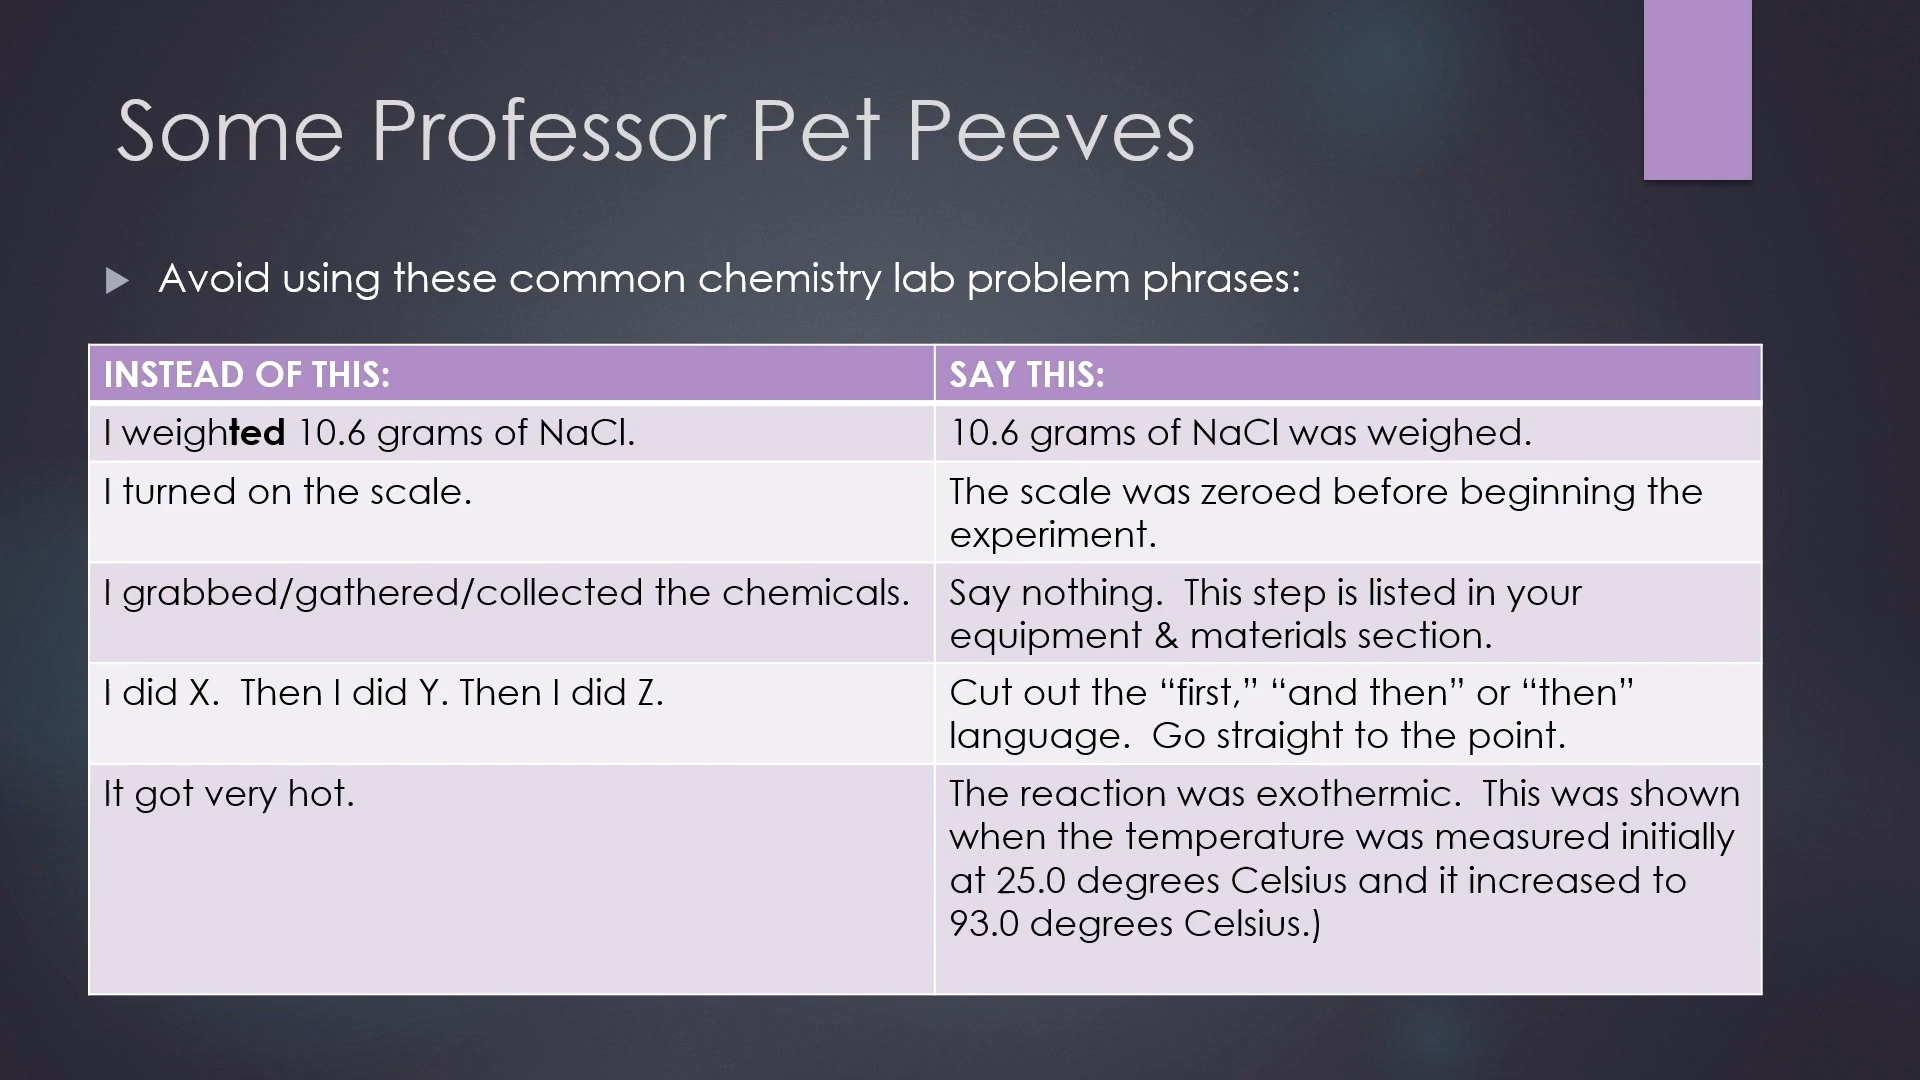 Some Professor Pet Peeves
Avoid using these common chemistry lab problem phrases:
INSTEAD OF THIS:
SAY THIS:
I weighted 10.6 grams of NaCl.
10.6 grams of NaCl was weighed.
I turned on the scale.
The scale was zeroed before beginning the
experiment.
I grabbed/gathered/collected the chemicals.
Say nothing.  This step is listed in your
equipment & materials section.
I did X.  Then I did Y. Then I did Z.
Cut out the “first,” “and then” or “then”
language.  Go straight to the point.
It got very hot.
The reaction was exothermic.  This was shown
when the temperature was measured initially
at 25.0 degrees Celsius and it increased to
93.0 degrees Celsius.)